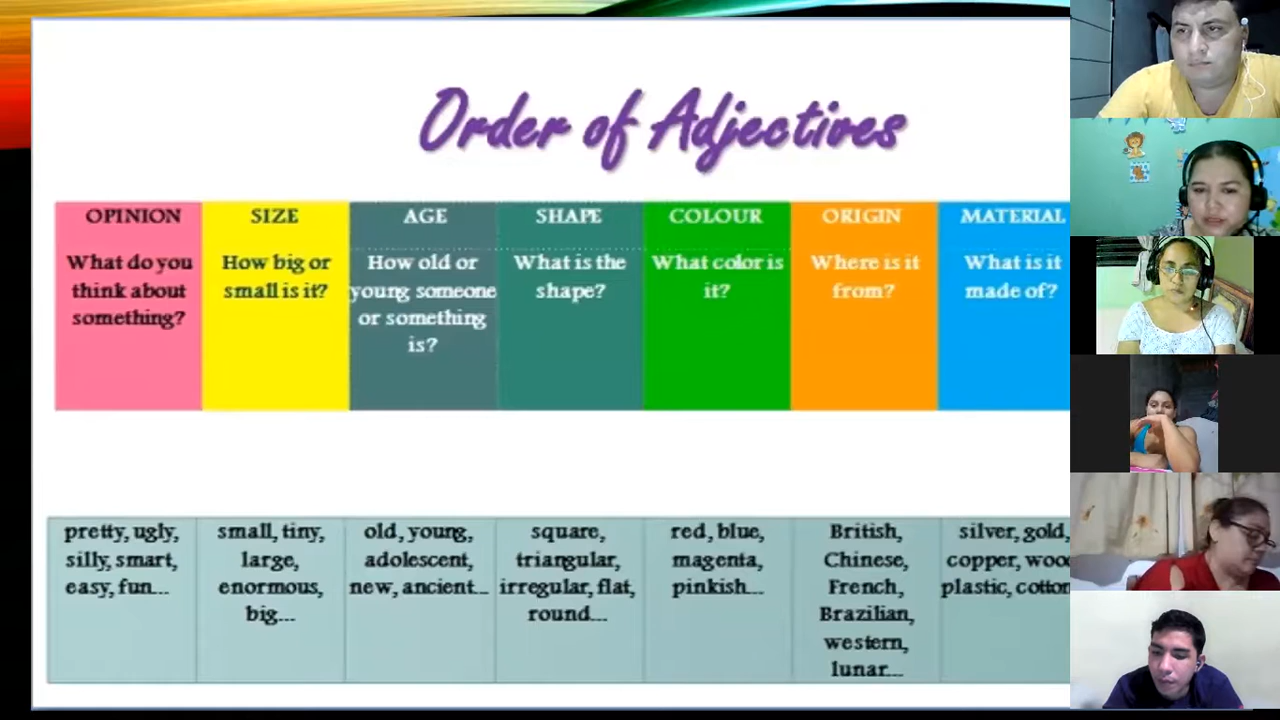 Order of Adjectives
OPINION SIZE AGE SHAPE COLOUR ORIGIN MATERIAL
What do you
think about
something?
How big or
small is it?
How old or
young someone
or something
is?
What is the
shape?
What color is
it?
Where is it
from?
What is it
made of?
pretty, ugly,
silly, smart,
easy, fun...
small, tiny,
large,
enormous,
big...
old, young,
adolescent,
new, ancient...
square,
triangular,
irregular, flat,
round...
red, blue,
magenta,
pinkish...
British,
Chinese,
French,
Brazilian,
western,
lunar...
silver, gold,
copper,
plastic,